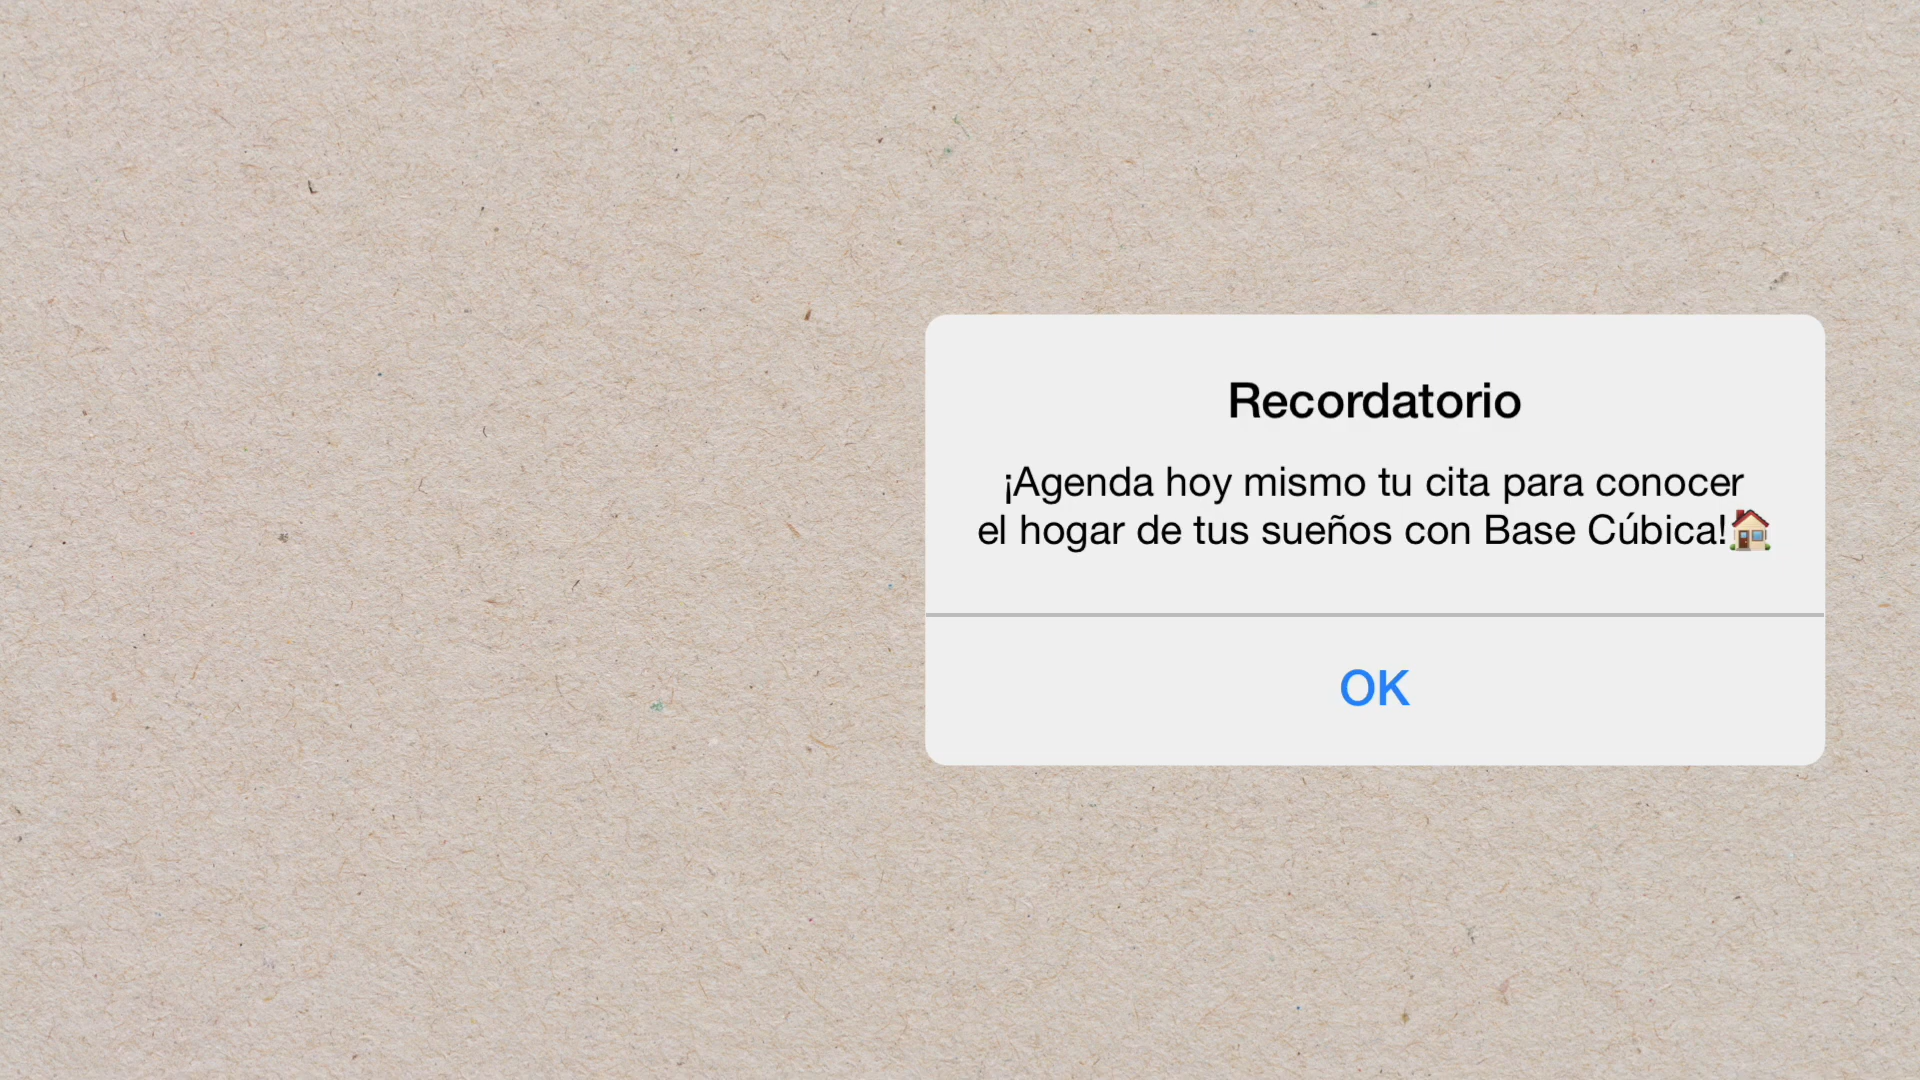 Recordatorio
¡Agenda hoy mismo tu cita para conocer
el hogar de tus sueños con Base Cúbica!🏠
OK